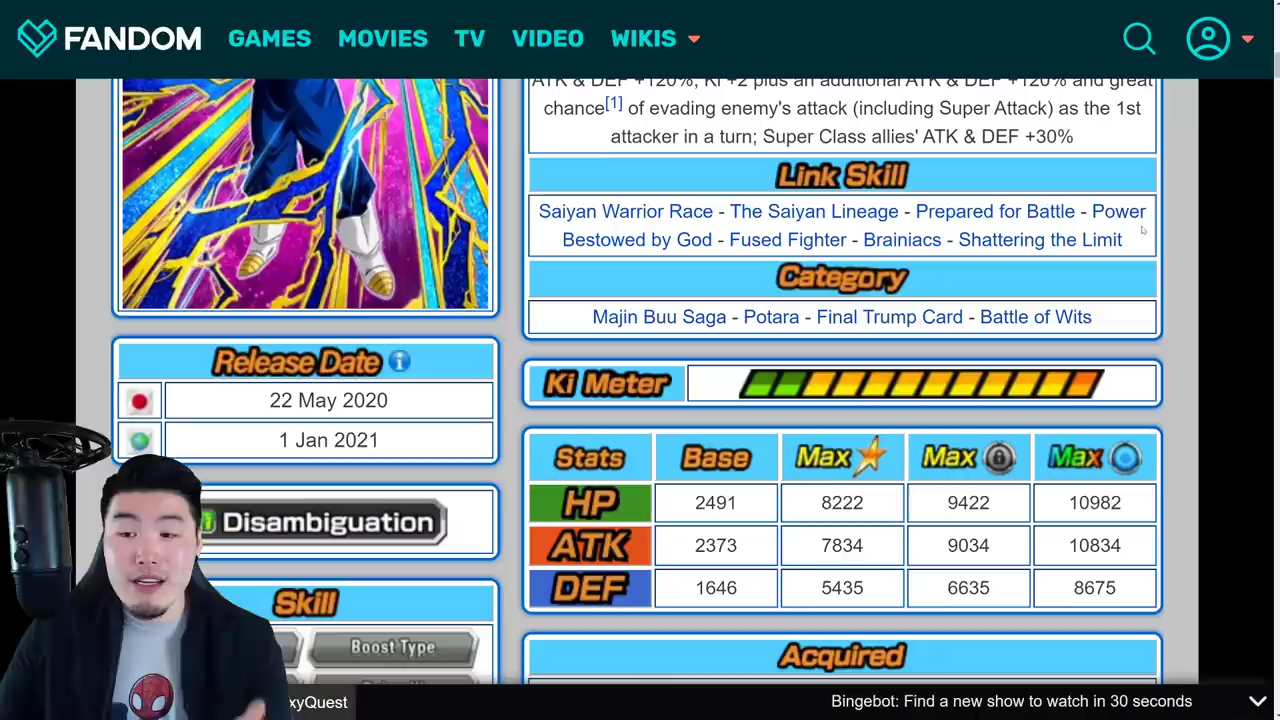 FANDOM GAMES MOVIES TV VIDEO WIKIS
ATK & DEF +120%; Ki +2 plus an additional ATK & DEF +120% and great
chance[1] of evading enemy's attack (including Super Attack) as the 1st
attacker in a turn; Super Class allies' ATK & DEF +30%
Link Skill
Saiyan Warrior Race - The Saiyan Lineage - Prepared for Battle - Power
Bestowed by God - Fused Fighter - Brainiacs - Shattering the Limit
Category
Majin Buu Saga - Potara - Final Trump Card - Battle of Wits
Release Date
22 May 2020
1 Jan 2021
Ki Meter
Stats Base Max Max Max
HP 2491 8222 9422 10982
ATK 2373 7834 9034 10834
DEF 1646 5435 6635 8675
Disambiguation
Skill
Boost Type
Acquired
xyQuest
Bingebot: Find a new show to watch in 30 seconds